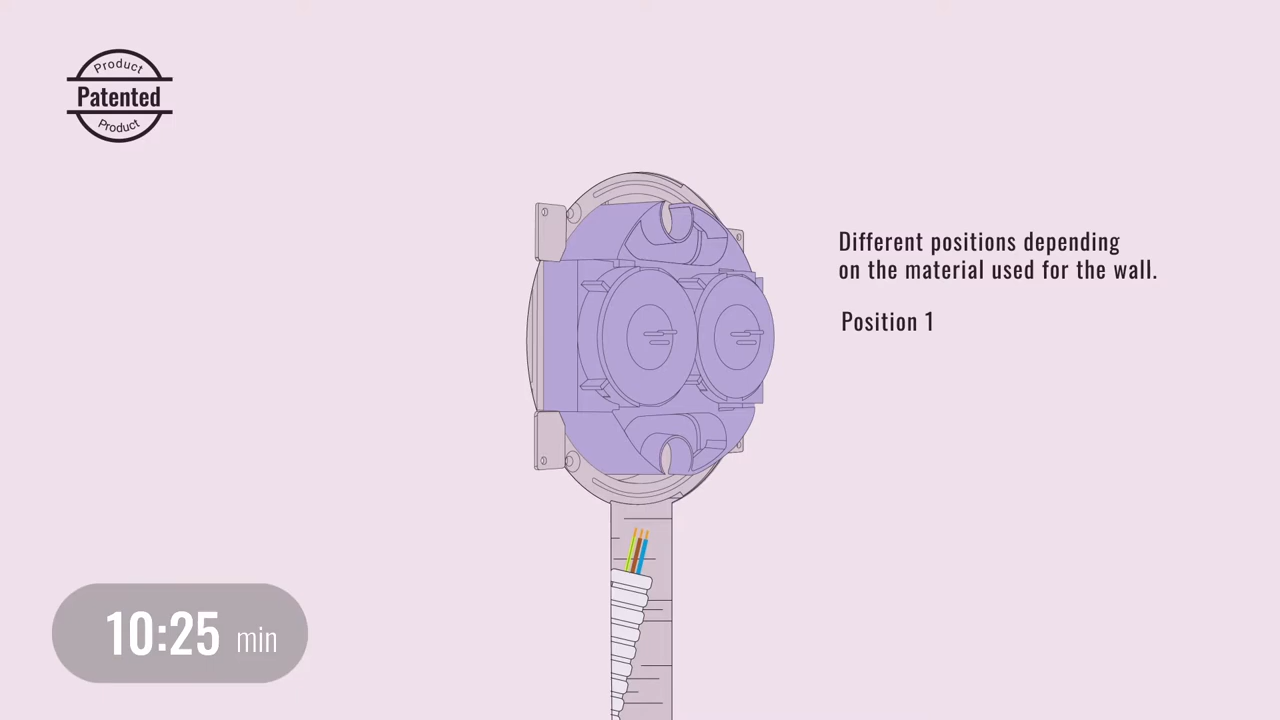 Product
Patented
Product
Different positions depending
on the material used for the wall.
Position 1
10:25 min